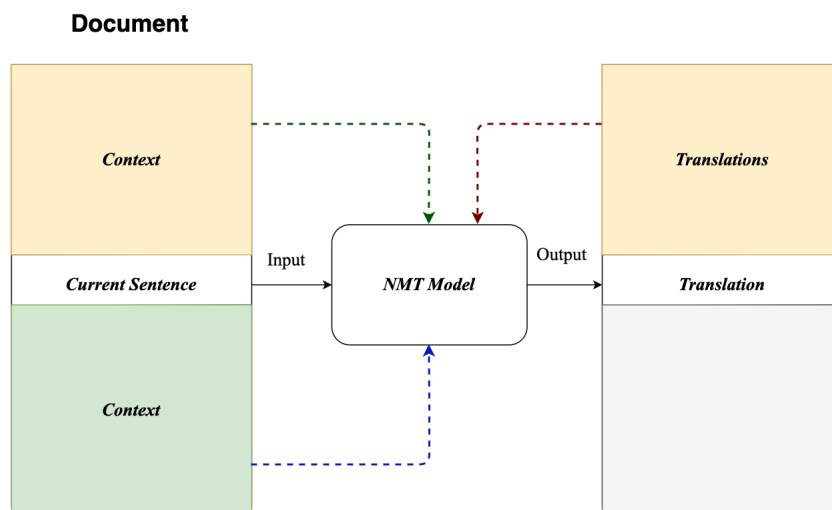 Document
Context
Translations
Input
Output
Current Sentence
NMT Model
Translation
Context